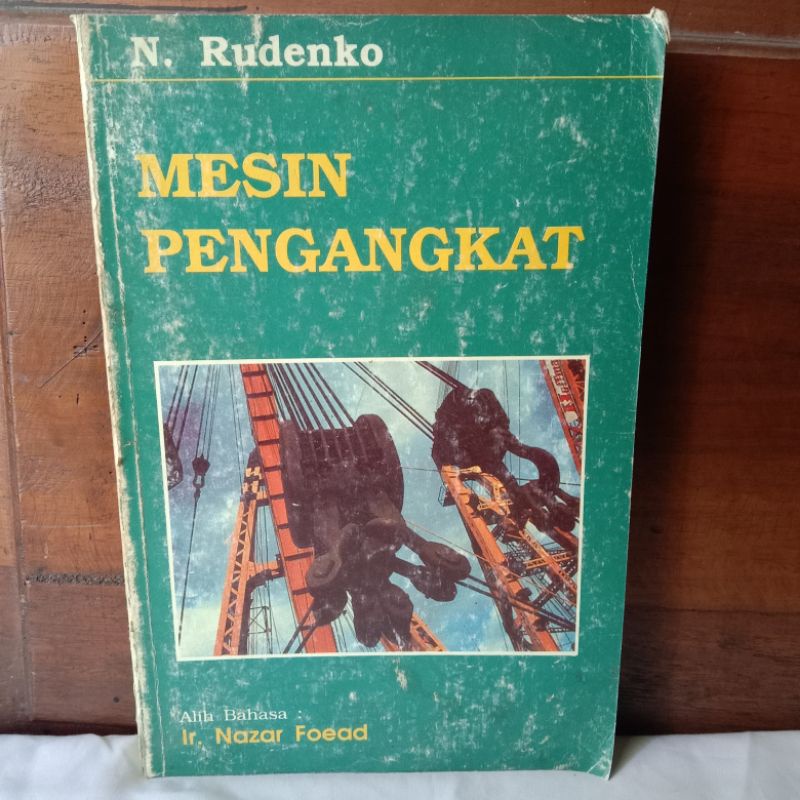 N. Rudenko
MESIN
PENGANGKAT
Alih Bahasa :
Ir. Nazar Foead